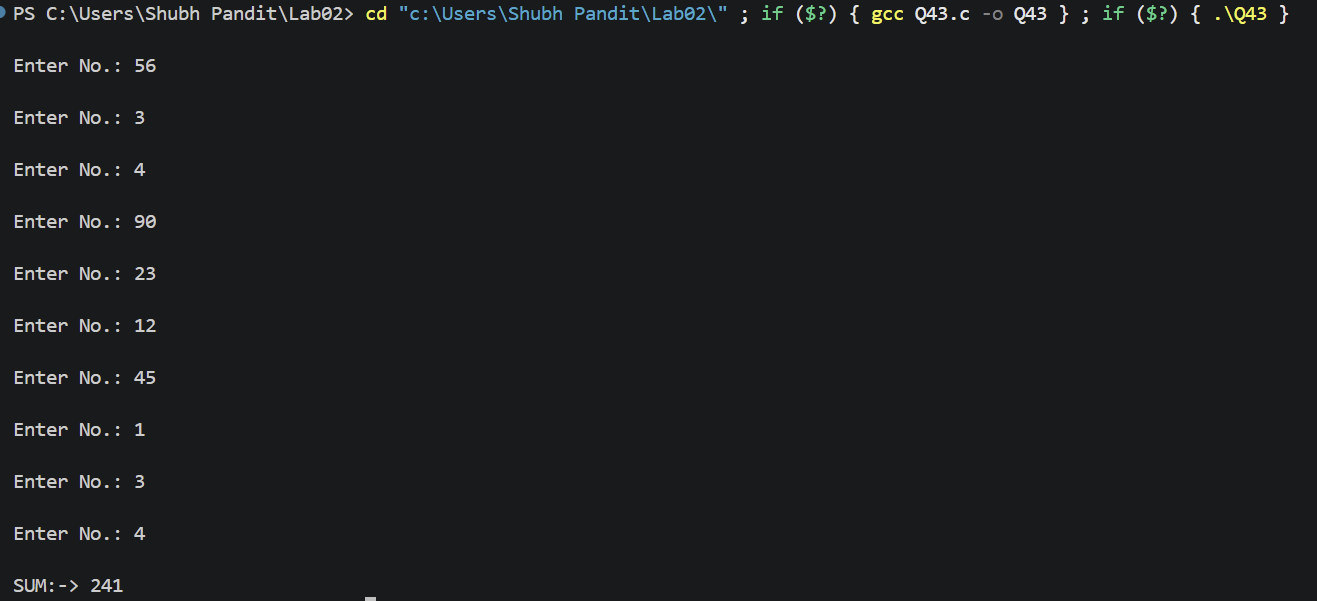 PS C:\Users\Shubh Pandit\Lab02> cd "c:\Users\Shubh Pandit\Lab02\" ; if ($?) { gcc Q43.c -o Q43 } ; if ($?) { .\Q43 }
Enter No.: 56
Enter No.: 3
Enter No.: 4
Enter No.: 90
Enter No.: 23
Enter No.: 12
Enter No.: 45
Enter No.: 1
Enter No.: 3
Enter No.: 4
SUM:-> 241